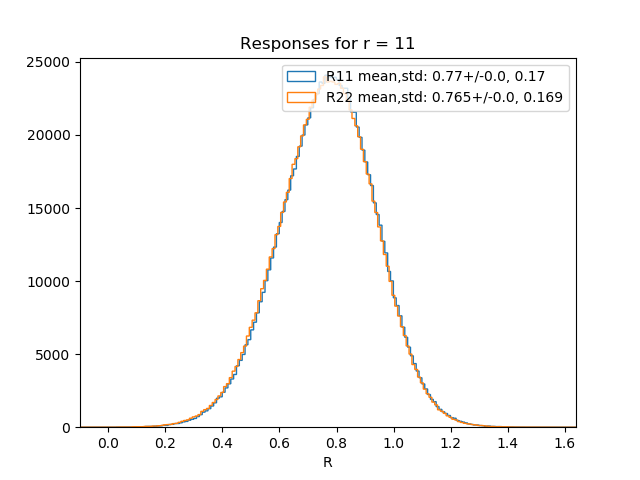 Responses for r = 11
R11 mean,std: 0.77+/-0.0, 0.17
R22 mean,std: 0.765+/-0.0, 0.169
25000
20000
15000
10000
5000
0
0.0 0.2 0.4 0.6 0.8 1.0 1.2 1.4 1.6
R